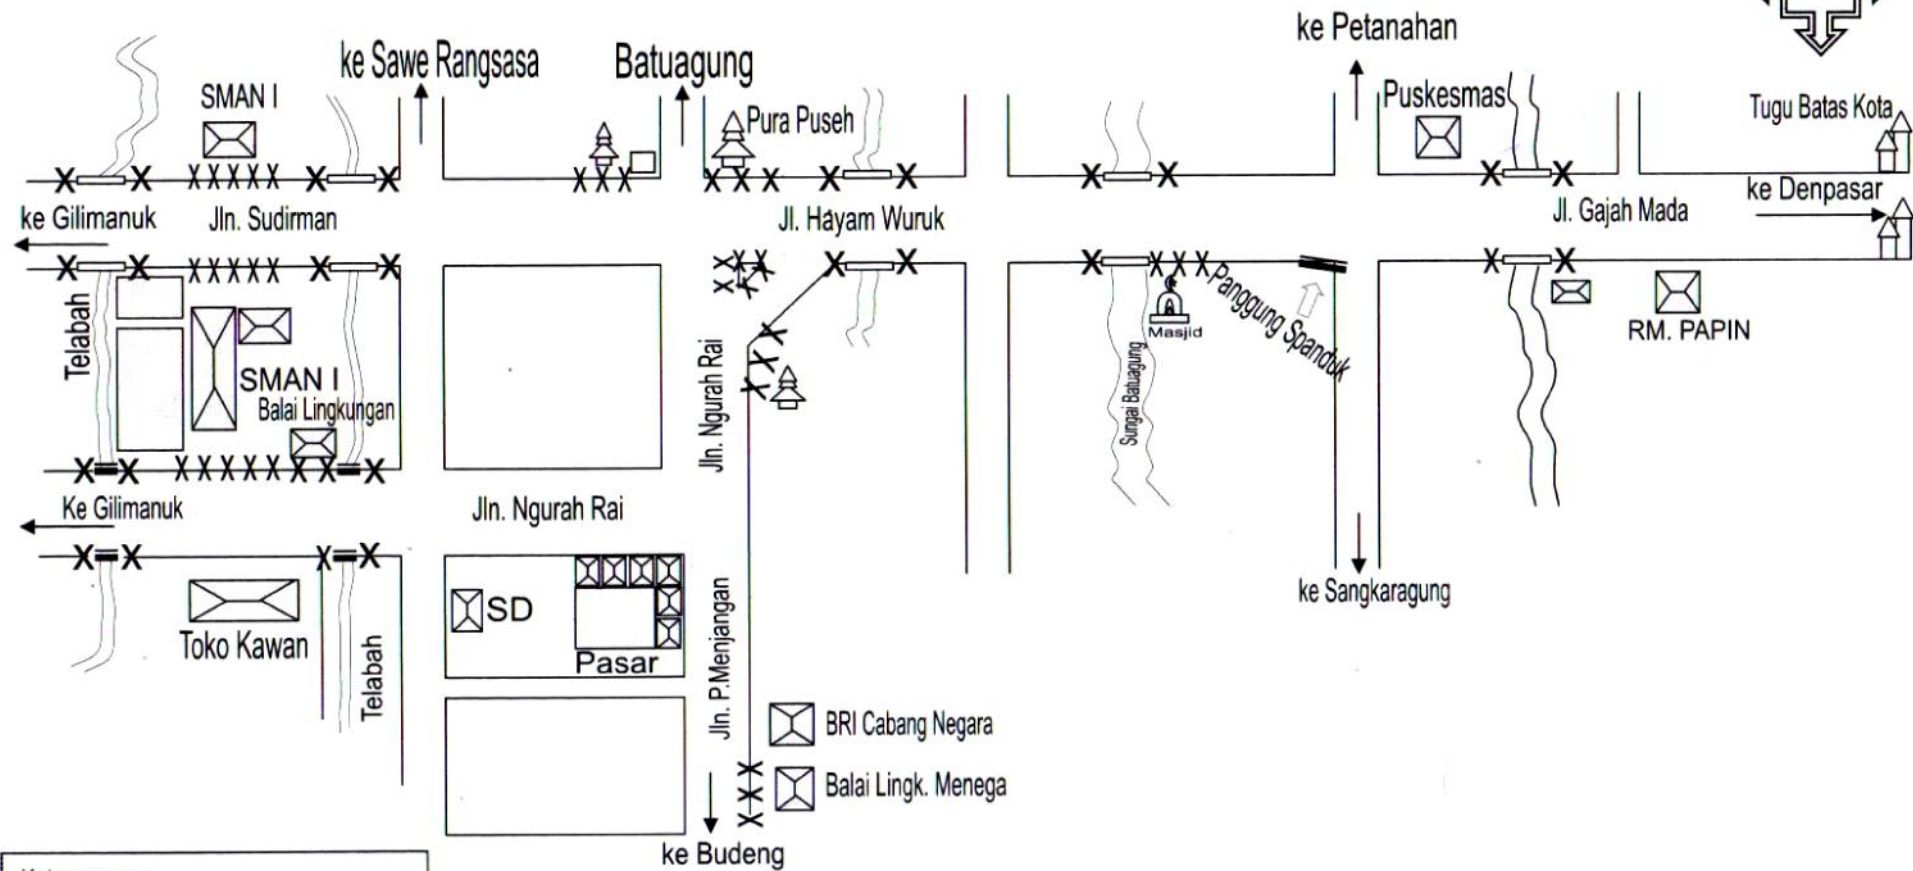 ke Petanahan
ke Sawe Rangsasa
Batuagung
SMAN I
Puskesmas
Pura Puseh
Tugu Batas Kota
ke Gilimanuk
Jln. Sudirman
Jl. Hayam Wuruk
Jl. Gajah Mada
ke Denpasar
Telabah
SMAN I
Balai Lingkungan
Jln. Ngurah Rai
Masjid
Panggung Spanduk
Sungai Batuagung
RM. PAPIN
Ke Gilimanuk
Jln. Ngurah Rai
ke Sangkaragung
Toko Kawan
Telabah
SD
Pasar
Jln. P.Menjangan
BRI Cabang Negara
Balai Lingk. Menega
ke Budeng